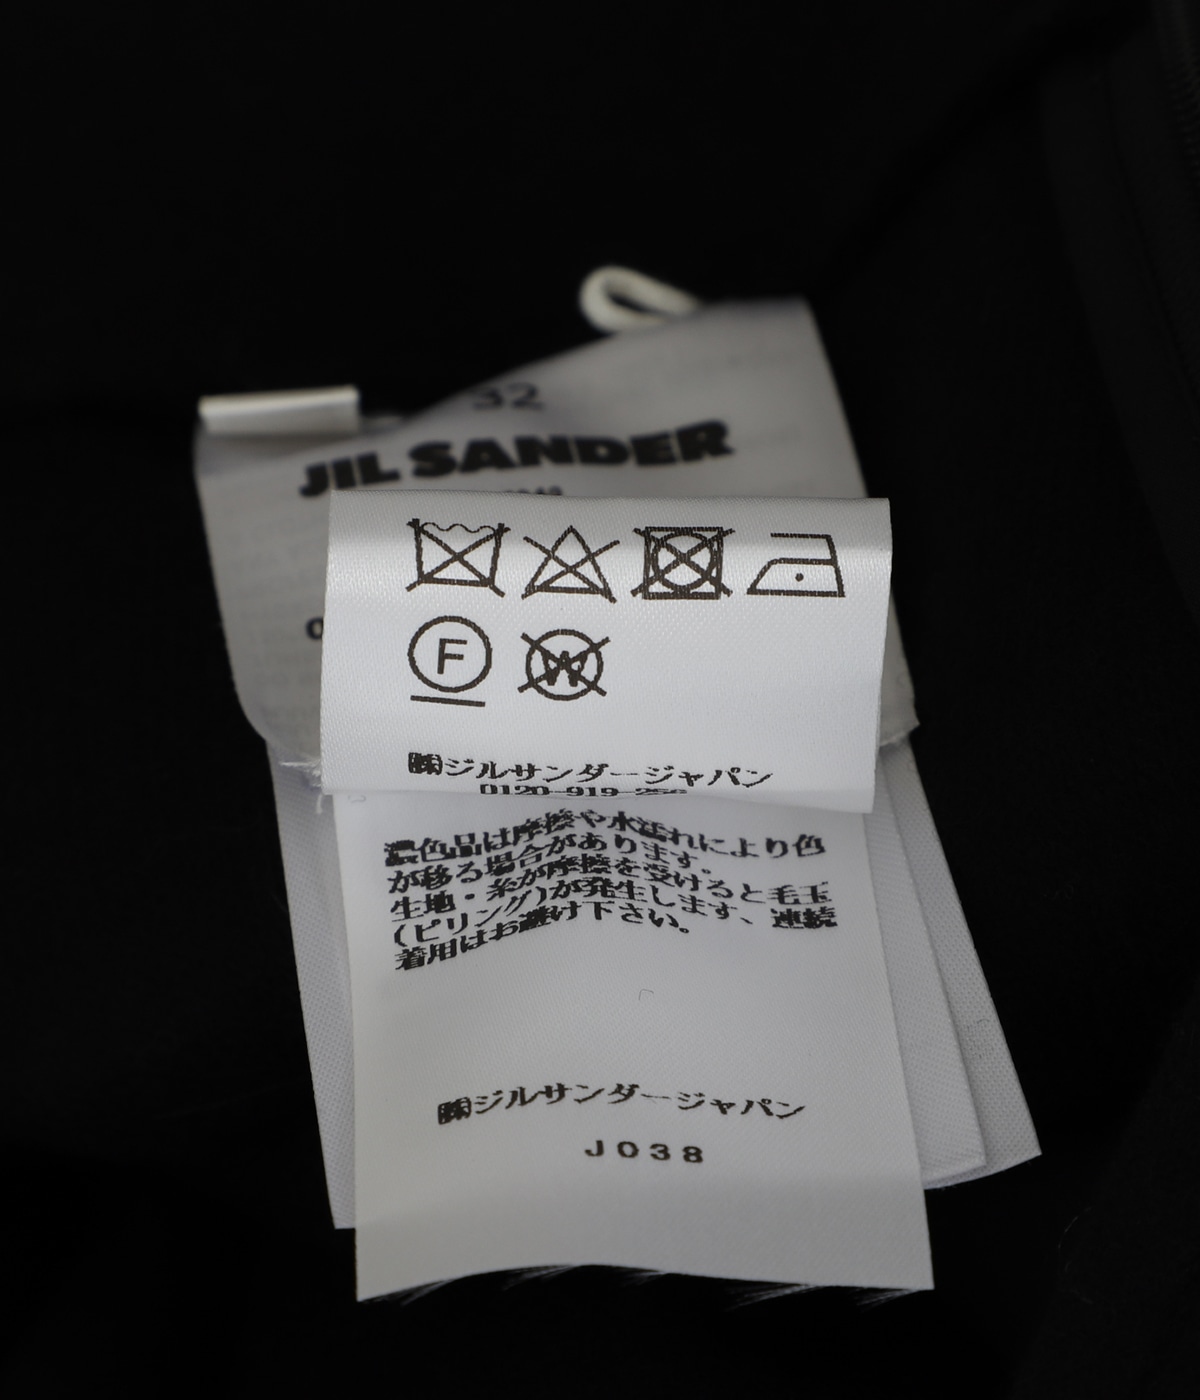 32
JIL SANDER
F
W
㈱ジルサンダージャパン
0120-919-256
濃色品は摩擦や水濡れにより色
が移る場合があります。
生地・糸が摩擦を受けると毛玉
(ピリング)が発生します、連続
着用はお避け下さい。
㈱ジルサンダージャパン
J038